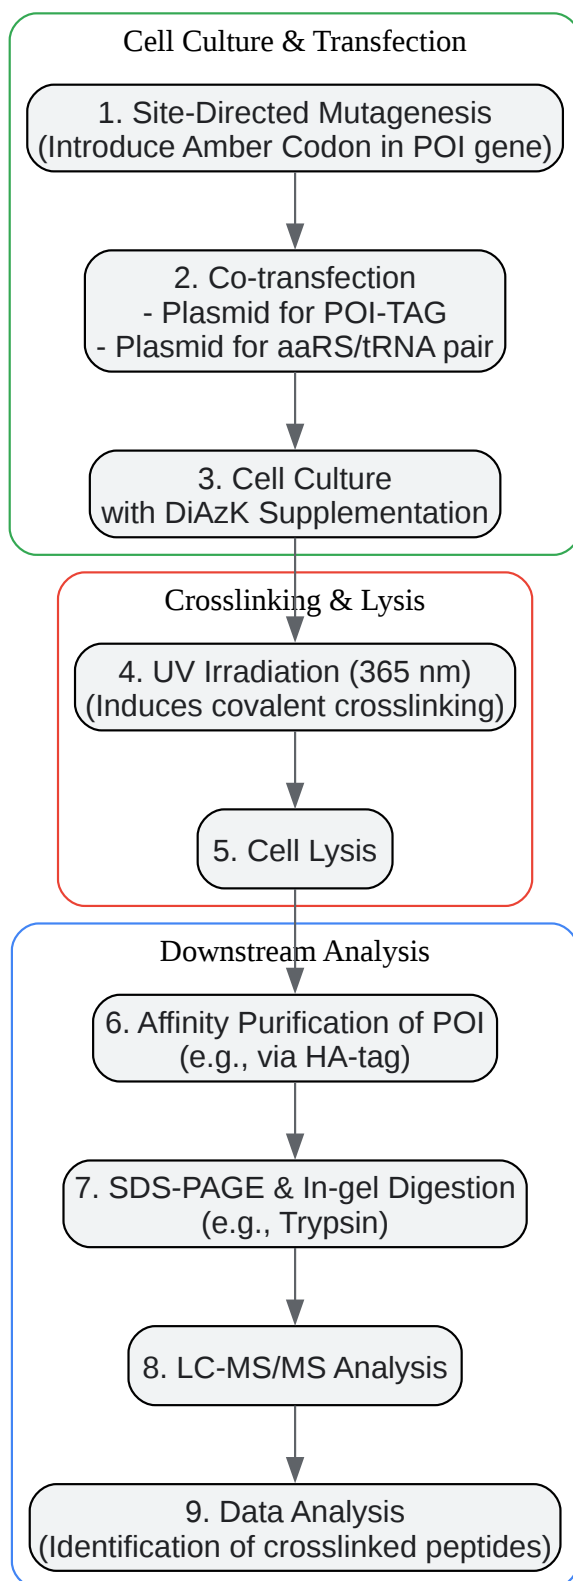 Cell Culture & Transfection
1. Site-Directed Mutagenesis
(Introduce Amber Codon in POI gene)
2. Co-transfection
- Plasmid for POI-TAG
- Plasmid for aaRS/tRNA pair
3. Cell Culture
with DiAzK Supplementation
Crosslinking & Lysis
4. UV Irradiation (365 nm)
(Induces covalent crosslinking)
5. Cell Lysis
Downstream Analysis
6. Affinity Purification of POI
(e.g., via HA-tag)
7. SDS-PAGE & In-gel Digestion
(e.g., Trypsin)
8. LC-MS/MS Analysis
9. Data Analysis
(Identification of crosslinked peptides)